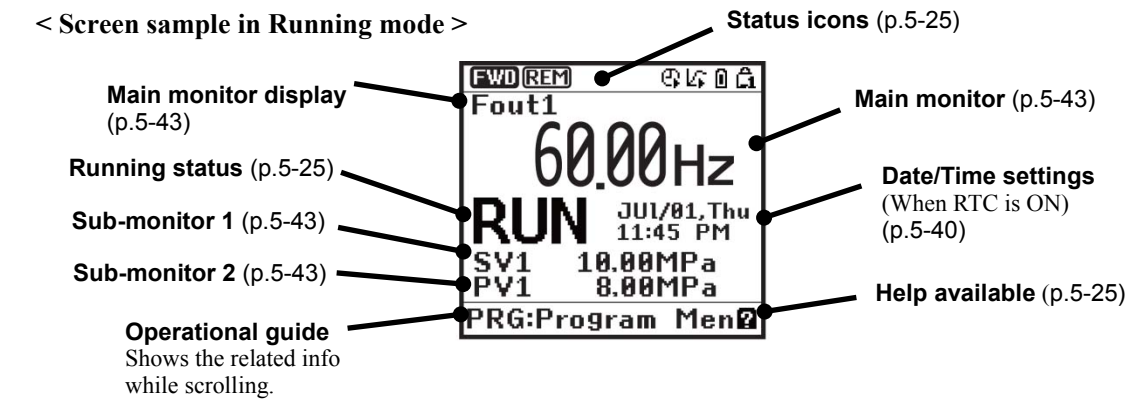 < Screen sample in Running mode >
Status icons (p.5-25)
FWD REM 1
Main monitor display
(p.5-43)
Fout1
Main monitor (p.5-43)
60.00Hz
Running status (p.5-25)
Date/Time settings
(When RTC is ON)
(p.5-40)
RUN
JUl/01,Thu
11:45 PM
Sub-monitor 1 (p.5-43)
SV1 10.00MPa
Sub-monitor 2 (p.5-43)
PV1 8.00MPa
Help available (p.5-25)
PRG:Program Men?
Operational guide
Shows the related info
while scrolling.